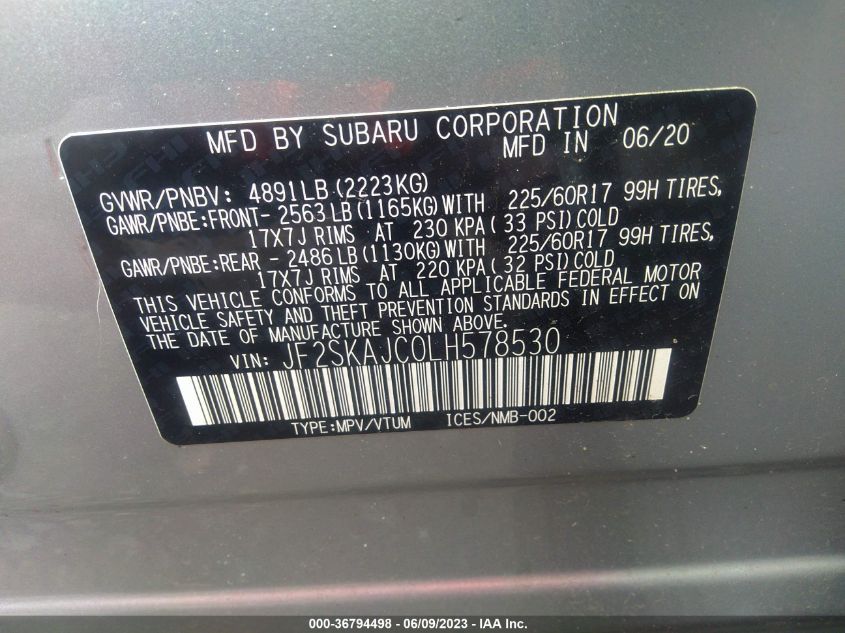 MFD BY SUBARU CORPORATION
MFD IN 06/20
GVWR/PNBV: 4891LB(2223KG)
GAWR/PNBE:FRONT- 2563LB(1165KG)WITH 225/60R17 99H TIRES,
17X7J RIMS AT 230 KPA( 33 PSI)COLD
GAWR/PNBE:REAR - 2486LB(1130KG)WITH 225/60R17 99H TIRES,
17X7J RIMS AT 220 KPA( 32 PSI)COLD
THIS VEHICLE CONFORMS TO ALL APPLICABLE FEDERAL MOTOR
VEHICLE SAFETY AND THEFT PREVENTION STANDARDS IN EFFECT ON
THE DATE OF MANUFACTURE SHOWN ABOVE.
VIN: JF2SKAJC0LH578530
TYPE:MPV/VTUM ICES/NMB-002
000-36794498 - 06/09/2023 - IAA Inc.